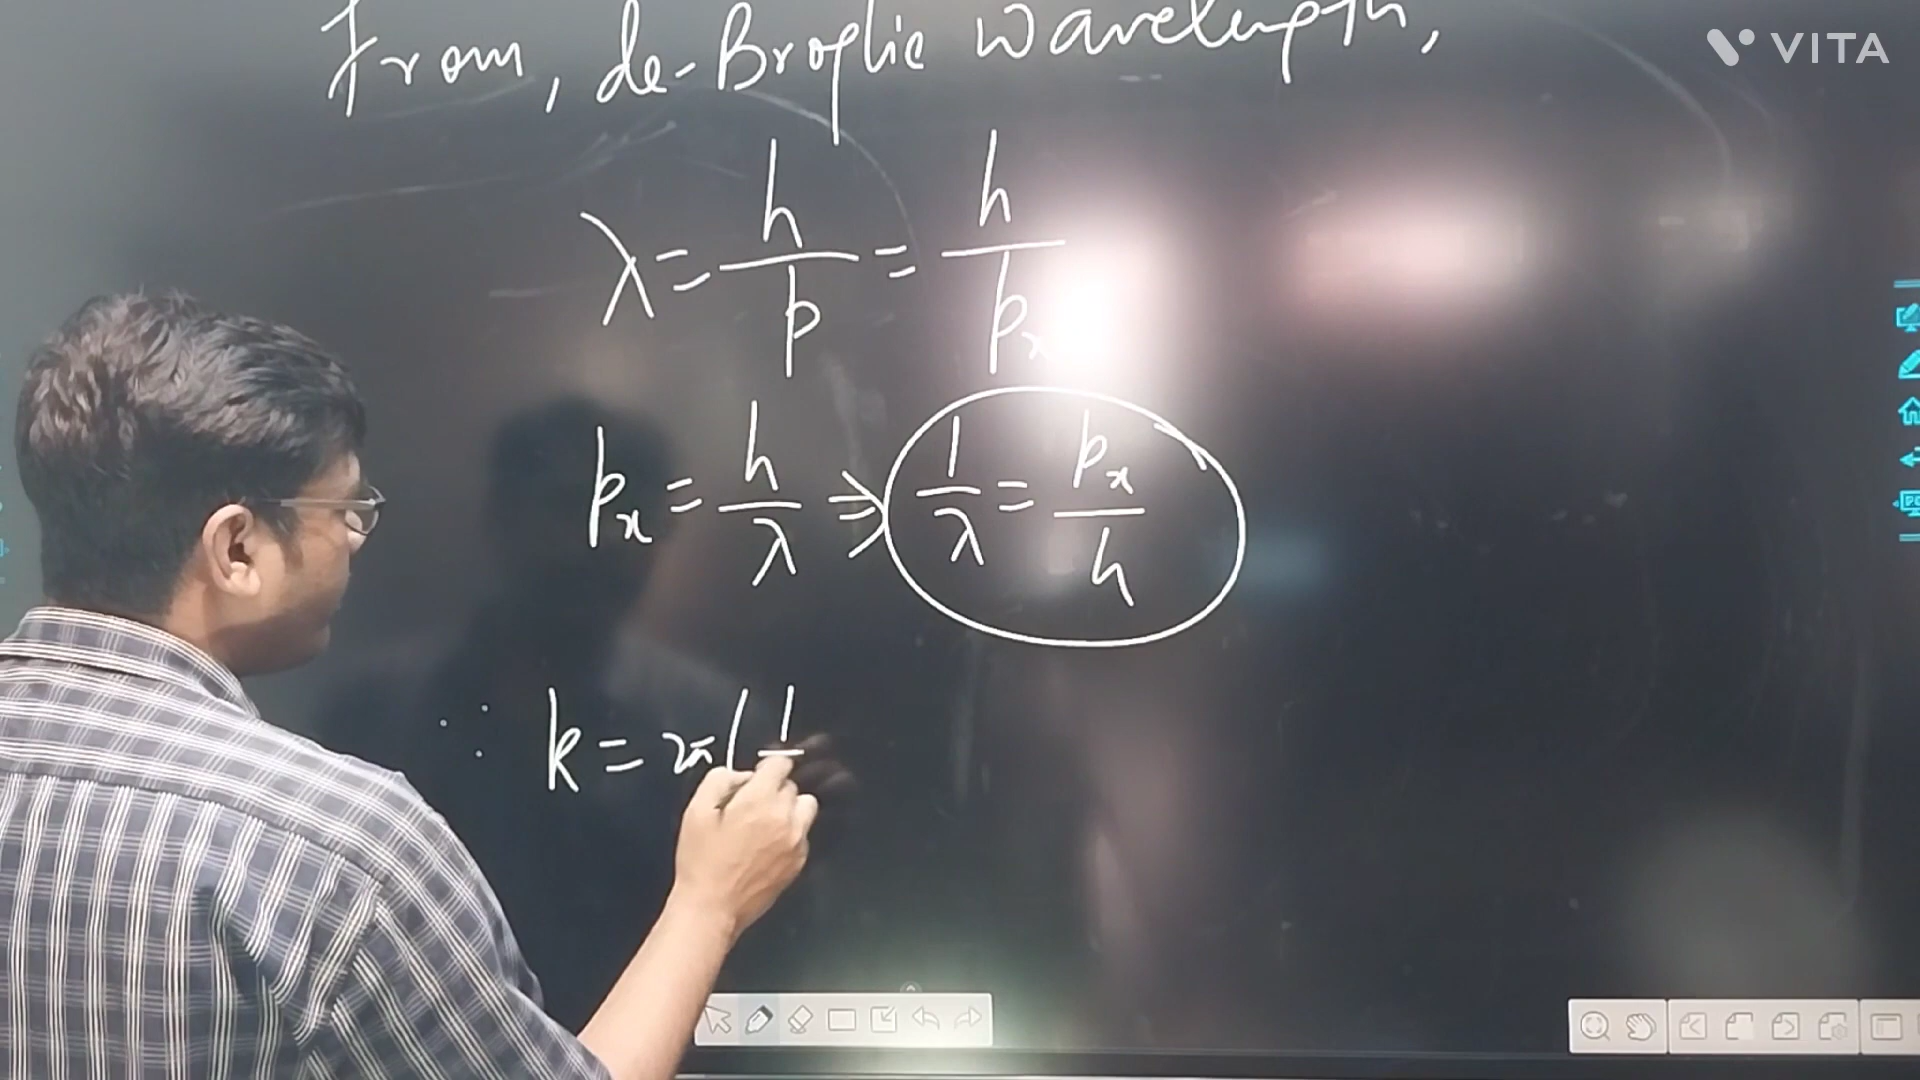 From, de-Broglie wavelength,
VITA
λ = h/p = h/pₓ
pₓ = h/λ ⇒ 1/λ = pₓ/h
∵ k = 2π(1/